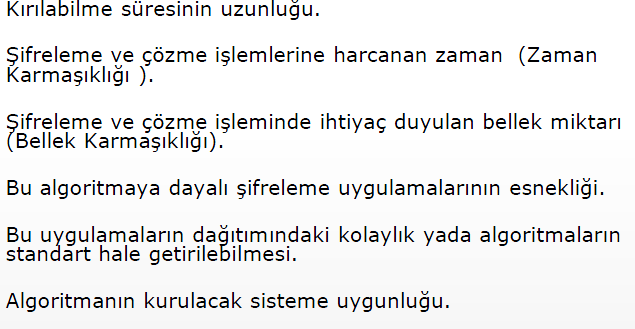 Kırılabilme süresinin uzunluğu.
Şifreleme ve çözme işlemlerine harcanan zaman (Zaman
Karmaşıklığı ).
Şifreleme ve çözme işleminde ihtiyaç duyulan bellek miktarı
(Bellek Karmaşıklığı).
Bu algoritmaya dayalı şifreleme uygulamalarının esnekliği.
Bu uygulamaların dağıtımındaki kolaylık yada algoritmaların
standart hale getirilebilmesi.
Algoritmanın kurulacak sisteme uygunluğu.